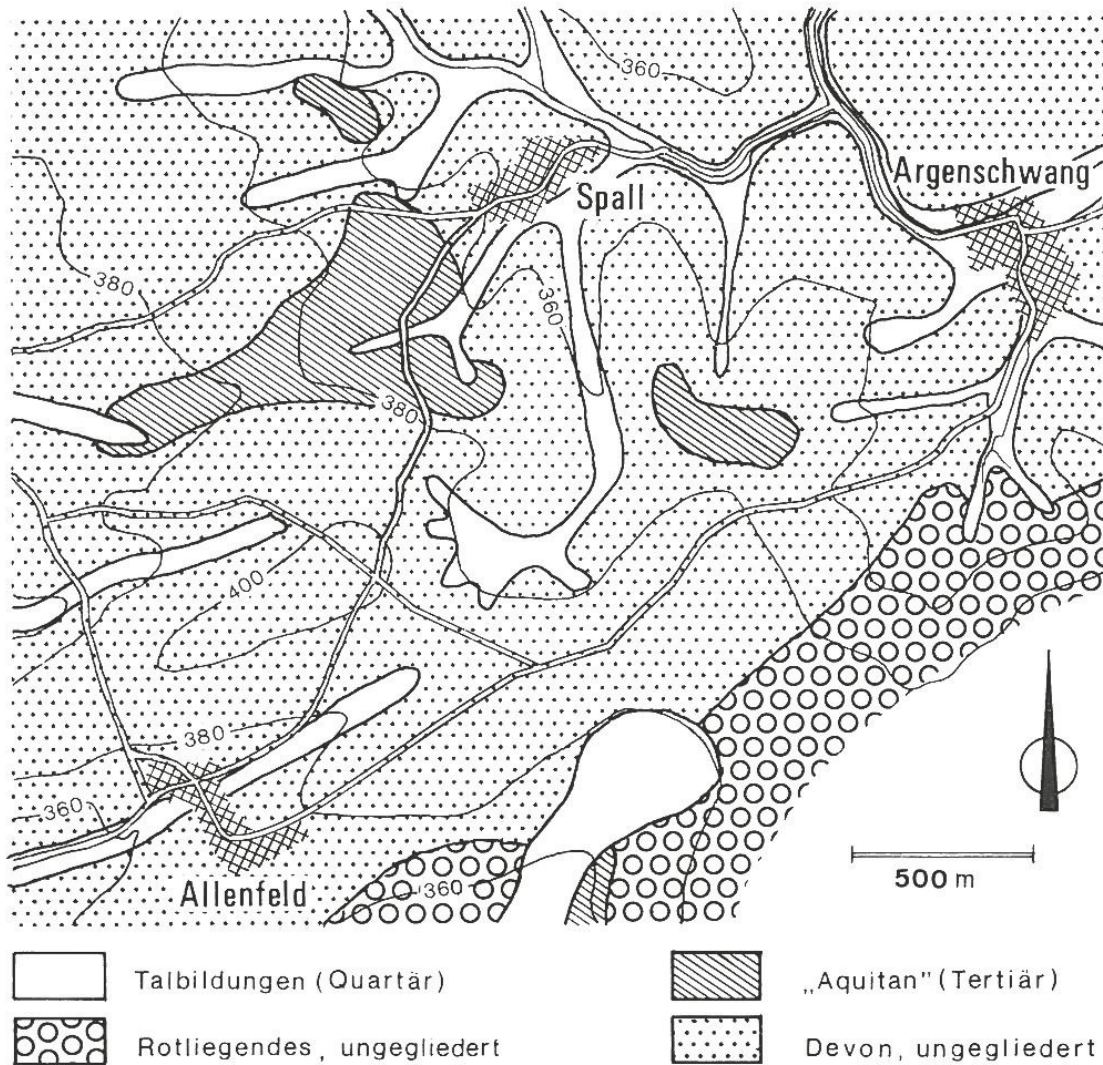 360
Argenschwang
Spall
380
360
380
400
380
360
Allenfeld
360
500 m
Talbildungen (Quartär)
„Aquitan” (Tertiär)
Rotliegendes, ungegliedert
Devon, ungegliedert